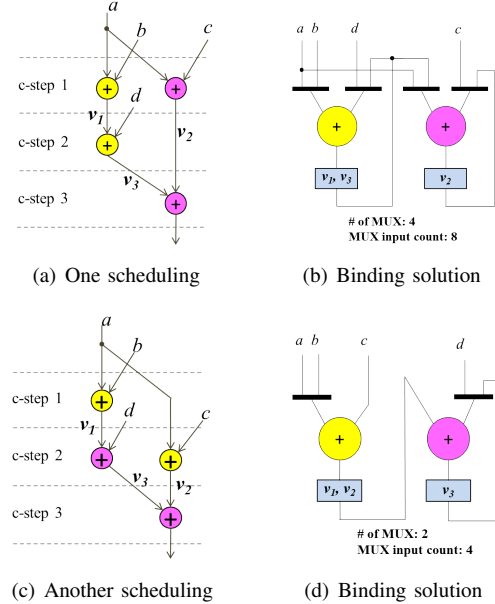 a
b
c
c-step 1
+
+
v1
d
v2
c-step 2
+
v3
c-step 3
+
(a) One scheduling
a b d c
+
+
v1, v3
v2
# of MUX: 4
MUX input count: 8
(b) Binding solution
a
b
c-step 1
+
v1
d
c
c-step 2
+
+
v3
v2
c-step 3
+
(c) Another scheduling
a b c d
+
+
v1, v2
v3
# of MUX: 2
MUX input count: 4
(d) Binding solution